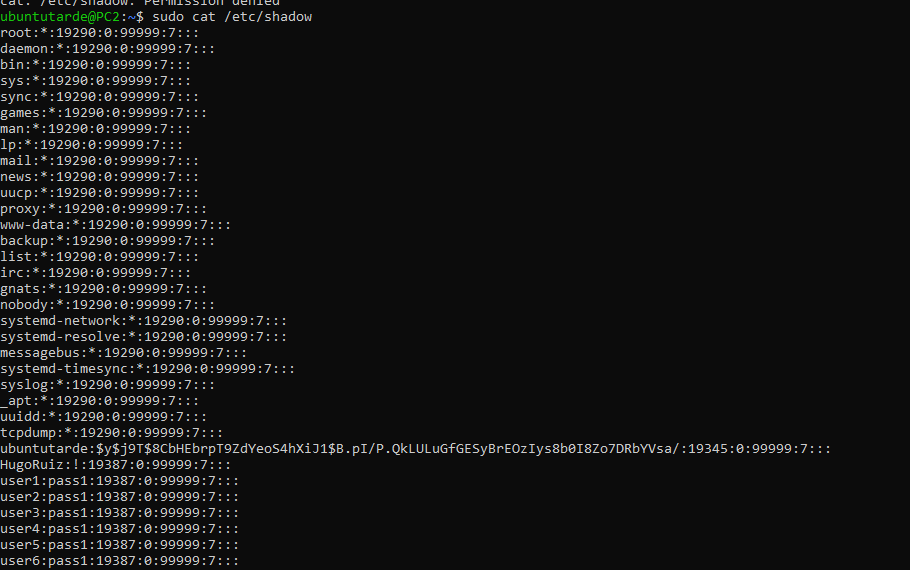 cat: /etc/shadow: Permission denied
ubuntutarde@PC2:~$ sudo cat /etc/shadow
root:*:19290:0:99999:7:::
daemon:*:19290:0:99999:7:::
bin:*:19290:0:99999:7:::
sys:*:19290:0:99999:7:::
sync:*:19290:0:99999:7:::
games:*:19290:0:99999:7:::
man:*:19290:0:99999:7:::
lp:*:19290:0:99999:7:::
mail:*:19290:0:99999:7:::
news:*:19290:0:99999:7:::
uucp:*:19290:0:99999:7:::
proxy:*:19290:0:99999:7:::
www-data:*:19290:0:99999:7:::
backup:*:19290:0:99999:7:::
list:*:19290:0:99999:7:::
irc:*:19290:0:99999:7:::
gnats:*:19290:0:99999:7:::
nobody:*:19290:0:99999:7:::
systemd-network:*:19290:0:99999:7:::
systemd-resolve:*:19290:0:99999:7:::
messagebus:*:19290:0:99999:7:::
systemd-timesync:*:19290:0:99999:7:::
syslog:*:19290:0:99999:7:::
_apt:*:19290:0:99999:7:::
uuidd:*:19290:0:99999:7:::
tcpdump:*:19290:0:99999:7:::
ubuntutarde:$y$j9T$8CbHEbrpT9ZdYeoS4hXiJ1$B.pI/P.QkLULuGfGESyBrEOzIys8b0I8Zo7DRbYVsa/:19345:0:99999:7:::
HugoRuiz:!:19387:0:99999:7:::
user1:pass1:19387:0:99999:7:::
user2:pass1:19387:0:99999:7:::
user3:pass1:19387:0:99999:7:::
user4:pass1:19387:0:99999:7:::
user5:pass1:19387:0:99999:7:::
user6:pass1:19387:0:99999:7:::